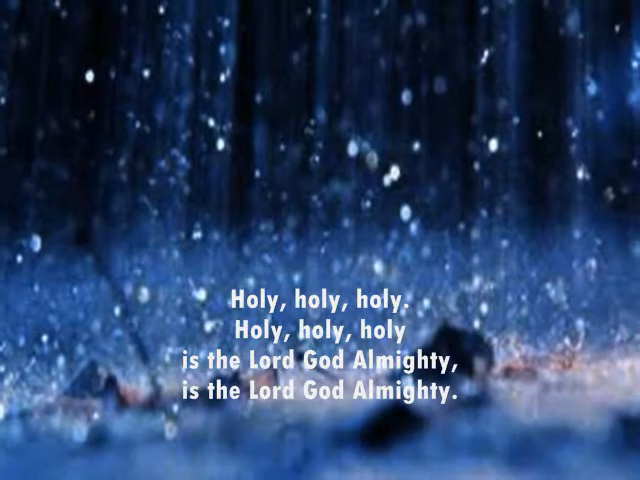 Holy, holy, holy.
Holy, holy, holy
is the Lord God Almighty,
is the Lord God Almighty.